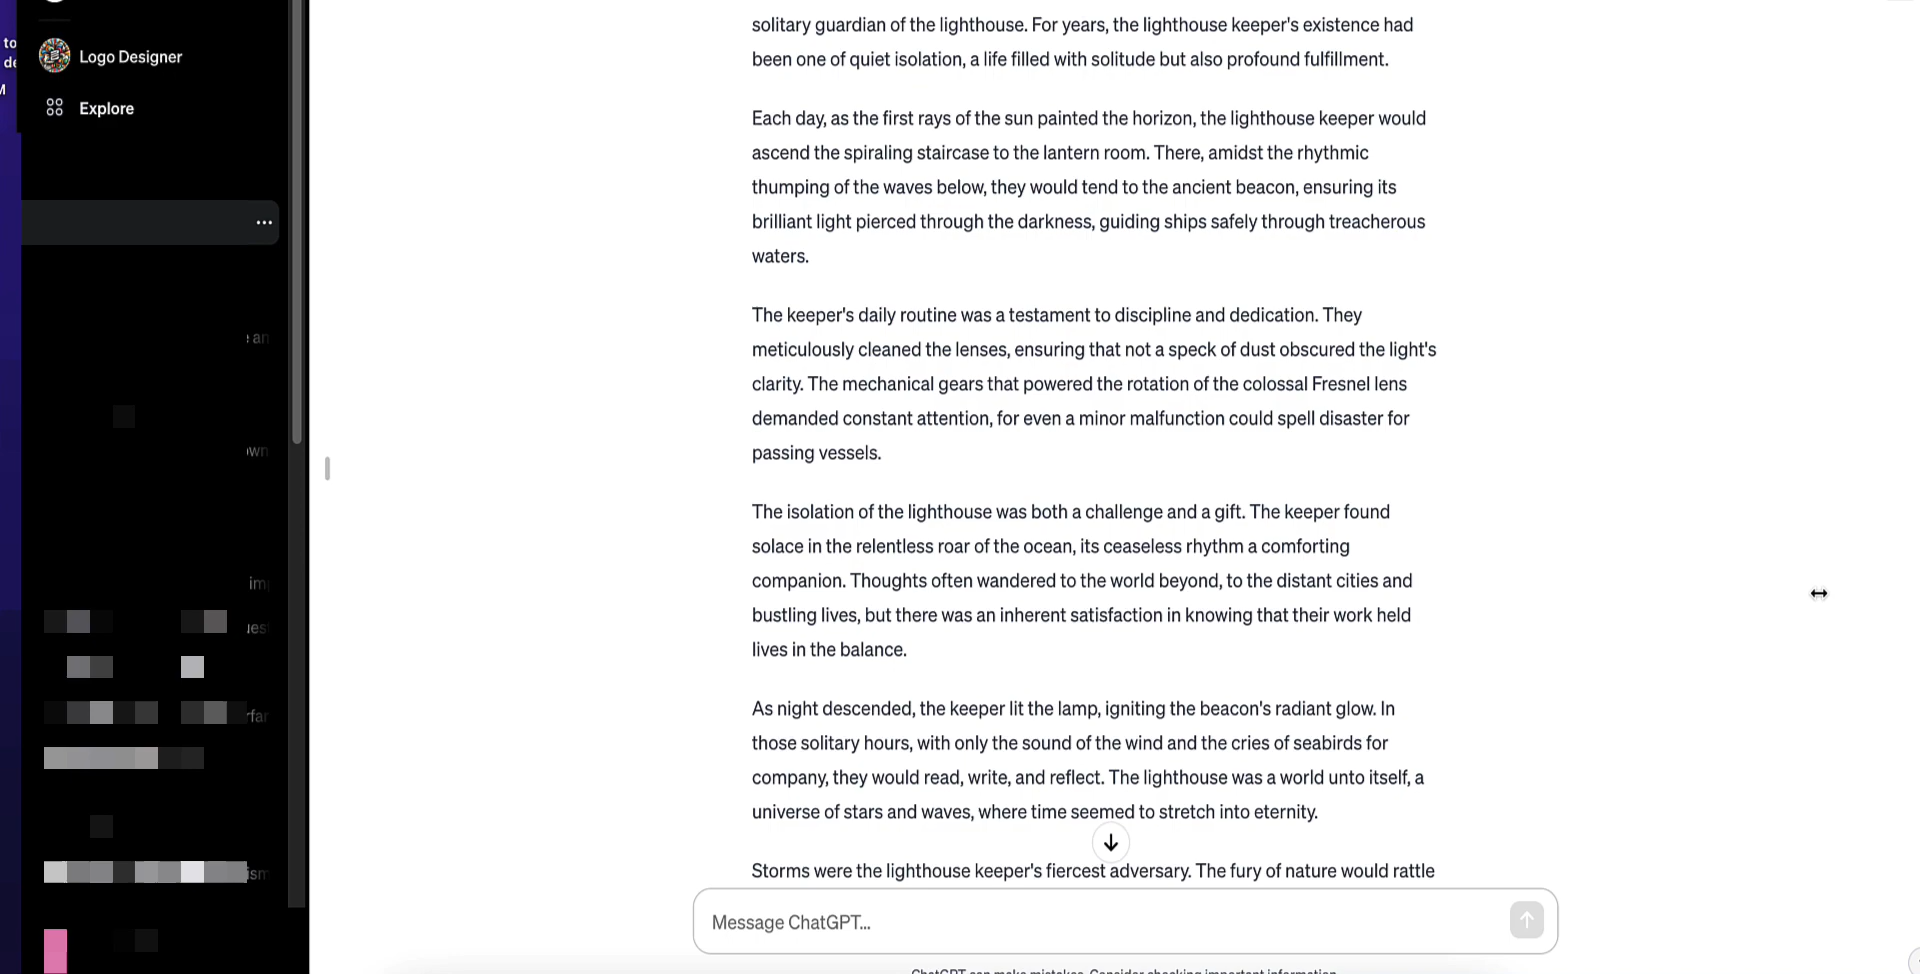 to
Logo Designer
Explore
M
solitary guardian of the lighthouse. For years, the lighthouse keeper's existence had
been one of quiet isolation, a life filled with solitude but also profound fulfillment.
Each day, as the first rays of the sun painted the horizon, the lighthouse keeper would
ascend the spiraling staircase to the lantern room. There, amidst the rhythmic
thumping of the waves below, they would tend to the ancient beacon, ensuring its
brilliant light pierced through the darkness, guiding ships safely through treacherous
waters.
The keeper's daily routine was a testament to discipline and dedication. They
meticulously cleaned the lenses, ensuring that not a speck of dust obscured the light's
clarity. The mechanical gears that powered the rotation of the colossal Fresnel lens
demanded constant attention, for even a minor malfunction could spell disaster for
passing vessels.
The isolation of the lighthouse was both a challenge and a gift. The keeper found
solace in the relentless roar of the ocean, its ceaseless rhythm a comforting
companion. Thoughts often wandered to the world beyond, to the distant cities and
bustling lives, but there was an inherent satisfaction in knowing that their work held
lives in the balance.
As night descended, the keeper lit the lamp, igniting the beacon's radiant glow. In
those solitary hours, with only the sound of the wind and the cries of seabirds for
company, they would read, write, and reflect. The lighthouse was a world unto itself, a
universe of stars and waves, where time seemed to stretch into eternity.
Storms were the lighthouse keeper's fiercest adversary. The fury of nature would rattle
Message ChatGPT...
ChatGPT can make mistakes. Consider checking important information.